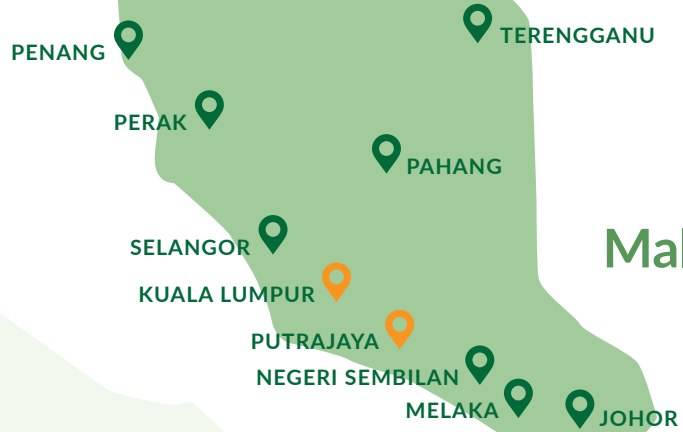 TERENGGANU
PENANG
PERAK
PAHANG
SELANGOR
KUALA LUMPUR
PUTRAJAYA
NEGERI SEMBILAN
MELAKA
JOHOR